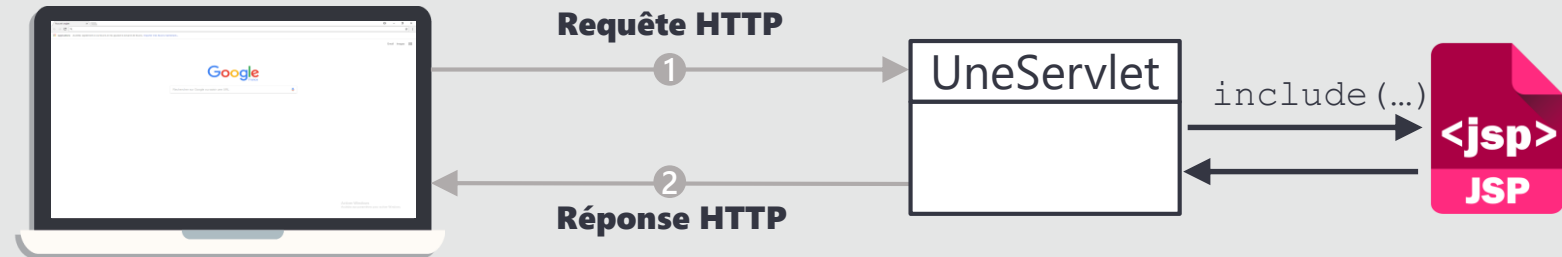 Requête HTTP
1
Google
UneServlet
include(…)
<jsp>
JSP
2
Réponse HTTP